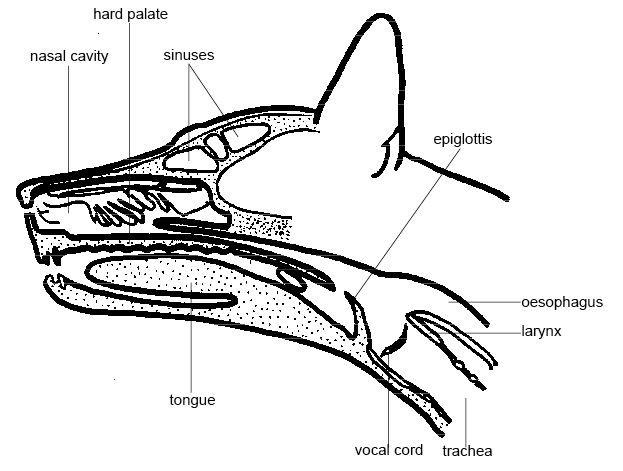 hard palate
nasal cavity
sinuses
epiglottis
oesophagus
larynx
tongue
vocal cord
trachea